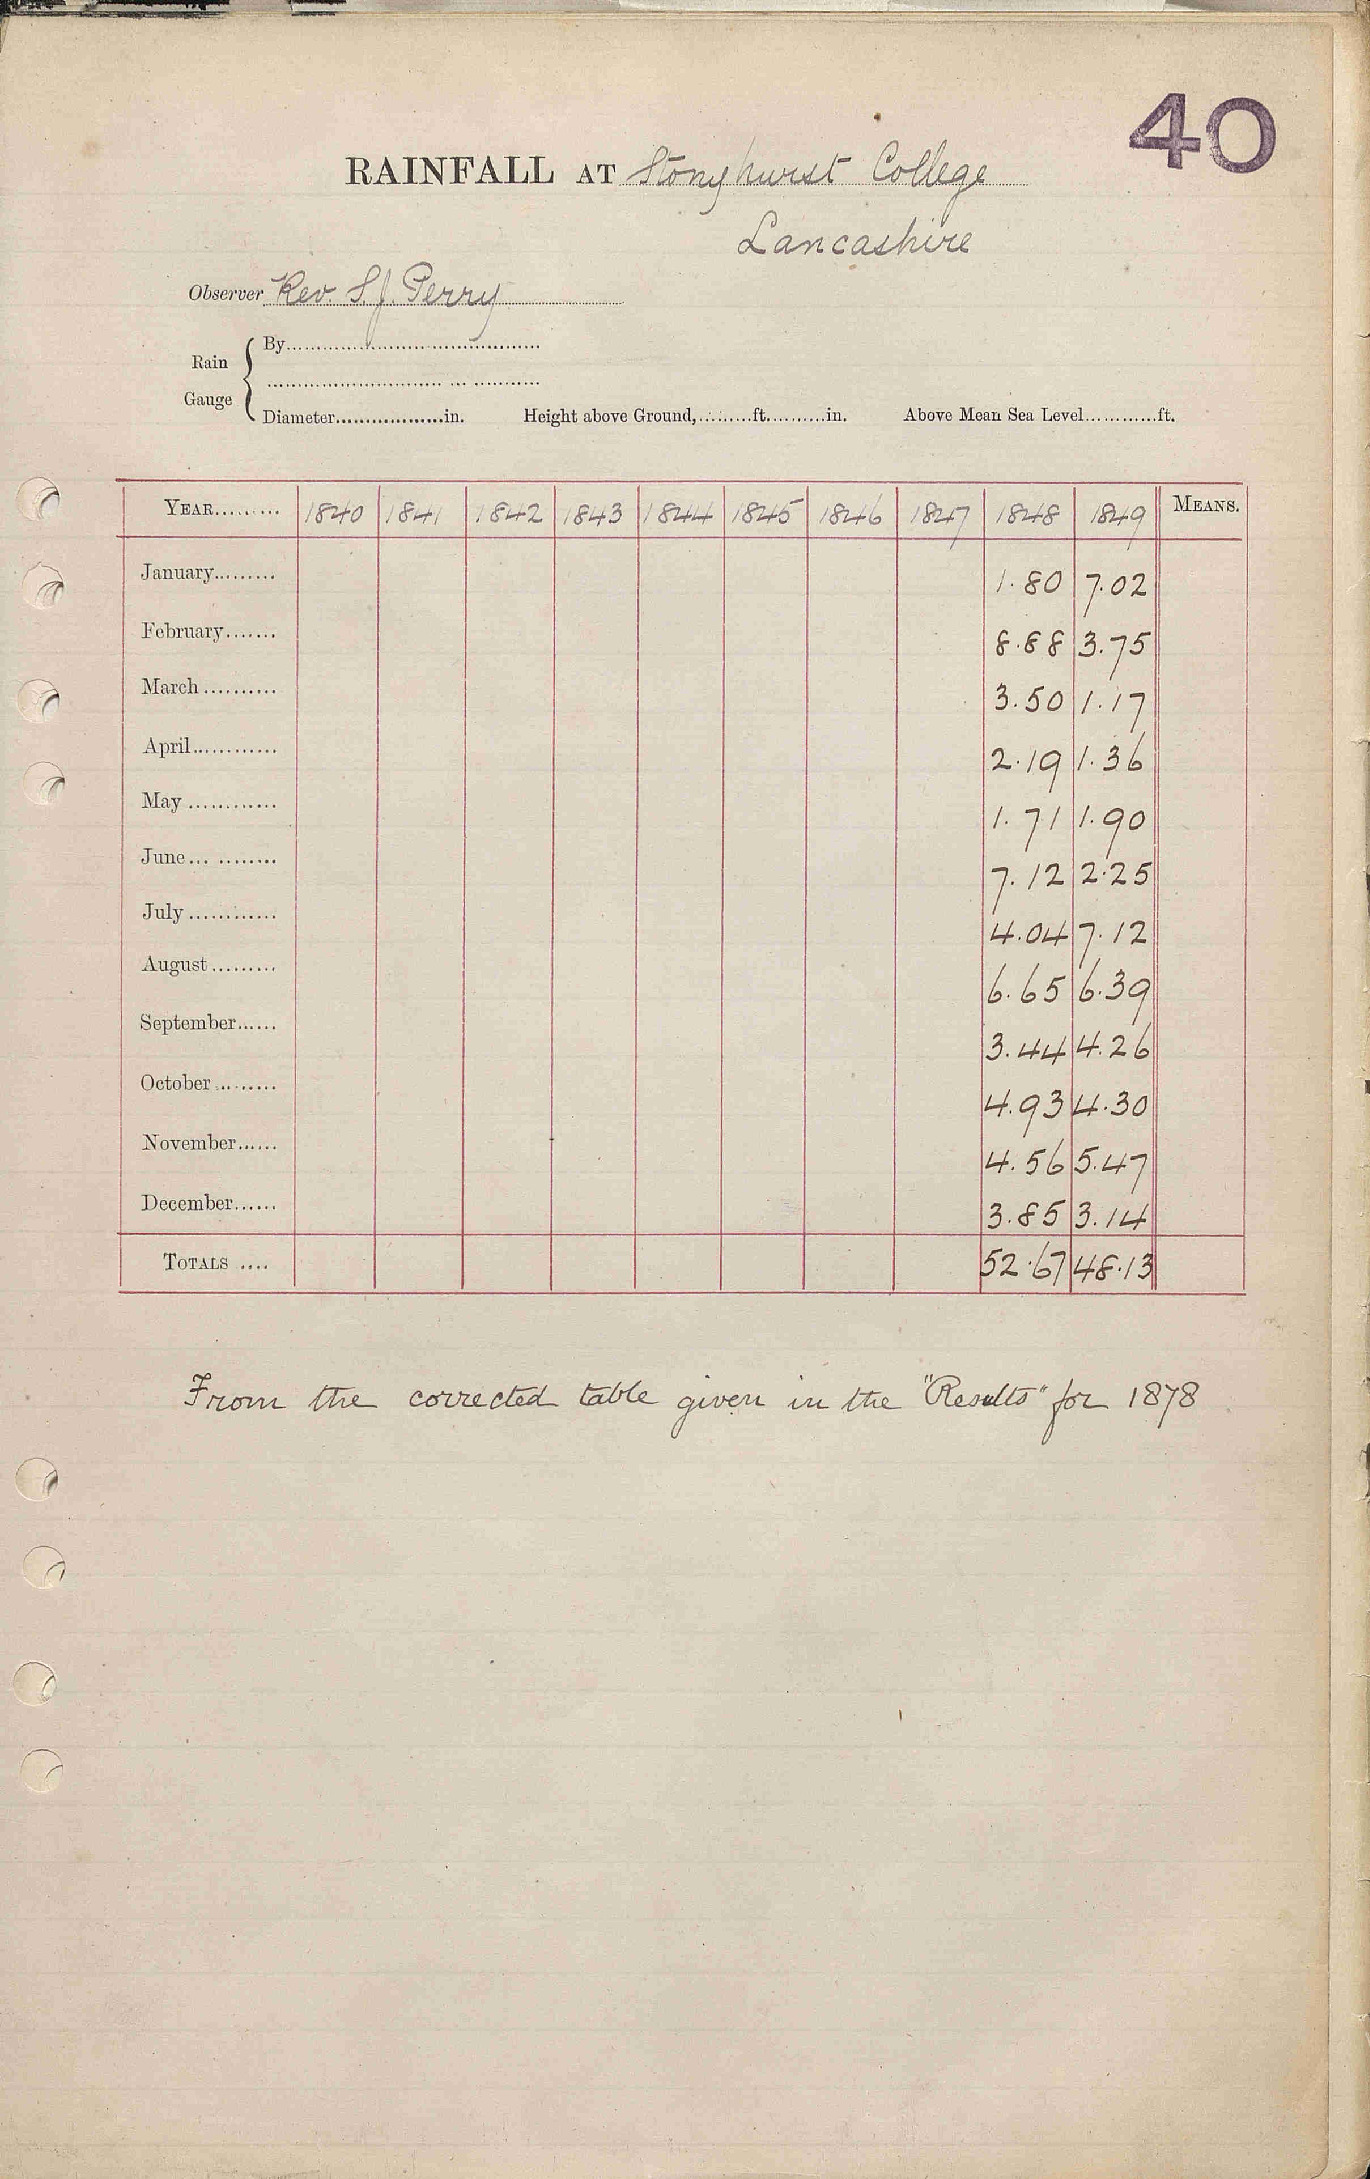 40
RAINFALL AT Stonyhurst College
Lancashire
Observer Rev. S.J. Perry
Rain Gauge { By
Diameter in. Height above Ground, ft. in. Above Mean Sea Level ft.
YEAR 1840 1841 1842 1843 1844 1845 1846 1847 1848 1849 MEANS.
January 1.80 7.02
February 8.88 3.75
March 3.50 1.17
April 2.19 1.36
May 1.71 1.90
June 7.12 2.25
July 4.04 7.12
August 6.65 6.39
September 3.44 4.26
October 4.93 4.30
November 4.56 5.47
December 3.85 3.14
TOTALS 52.67 48.13
From the corrected table given in the "Results" for 1878